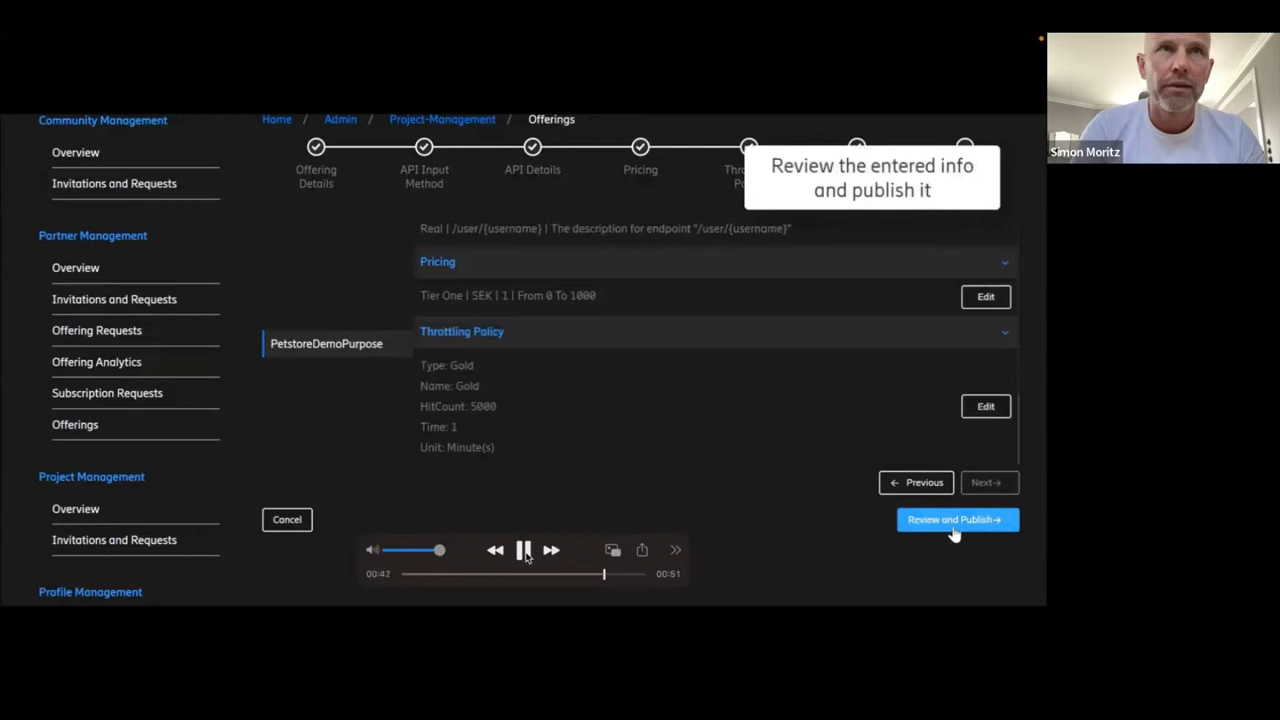 Community Management
Overview
Invitations and Requests
Partner Management
Overview
Invitations and Requests
Offering Requests
Offering Analytics
Subscription Requests
Offerings
Project Management
Overview
Invitations and Requests
Profile Management
Home / Admin / Project-Management / Offerings
Offering
Details
API Input
Method
API Details
Pricing
Review the entered info
and publish it
Real | /user/{username} | The description for endpoint "/user/{username}"
Pricing
Tier One | SEK | 1 | From 0 To 1000
Edit
Throttling Policy
PetstoreDemoPurpose
Type: Gold
Name: Gold
HitCount: 5000
Edit
Time: 1
Unit: Minute(s)
← Previous
Next→
Cancel
Review and Publish→
00:42
00:51
Simon Moritz